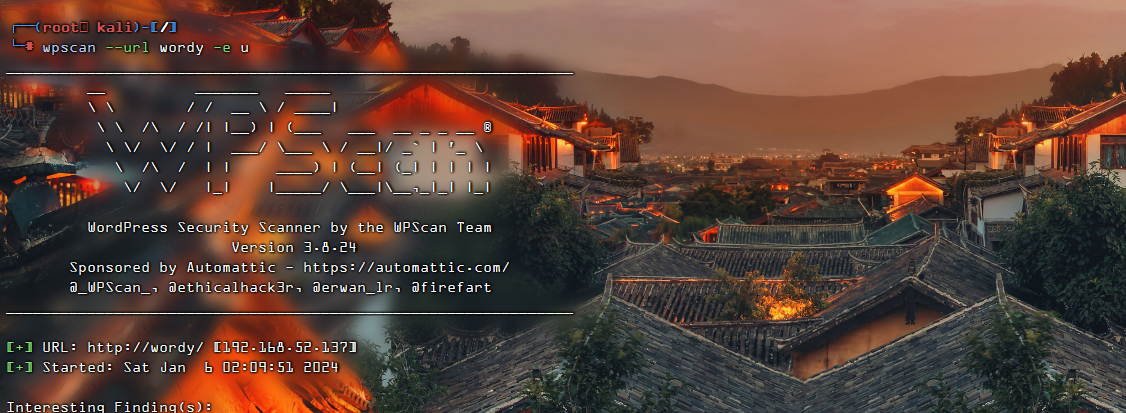 ┌──(root㉿ kali)-[/]
└─# wpscan --url wordy -e u
WordPress Security Scanner by the WPScan Team
Version 3.8.24
Sponsored by Automattic - https://automattic.com/
@_WPScan_, @ethicalhack3r, @erwan_lr, @firefart
[+] URL: http://wordy/ [192.168.52.137]
[+] Started: Sat Jan  6 02:09:51 2024
Interesting Finding(s):